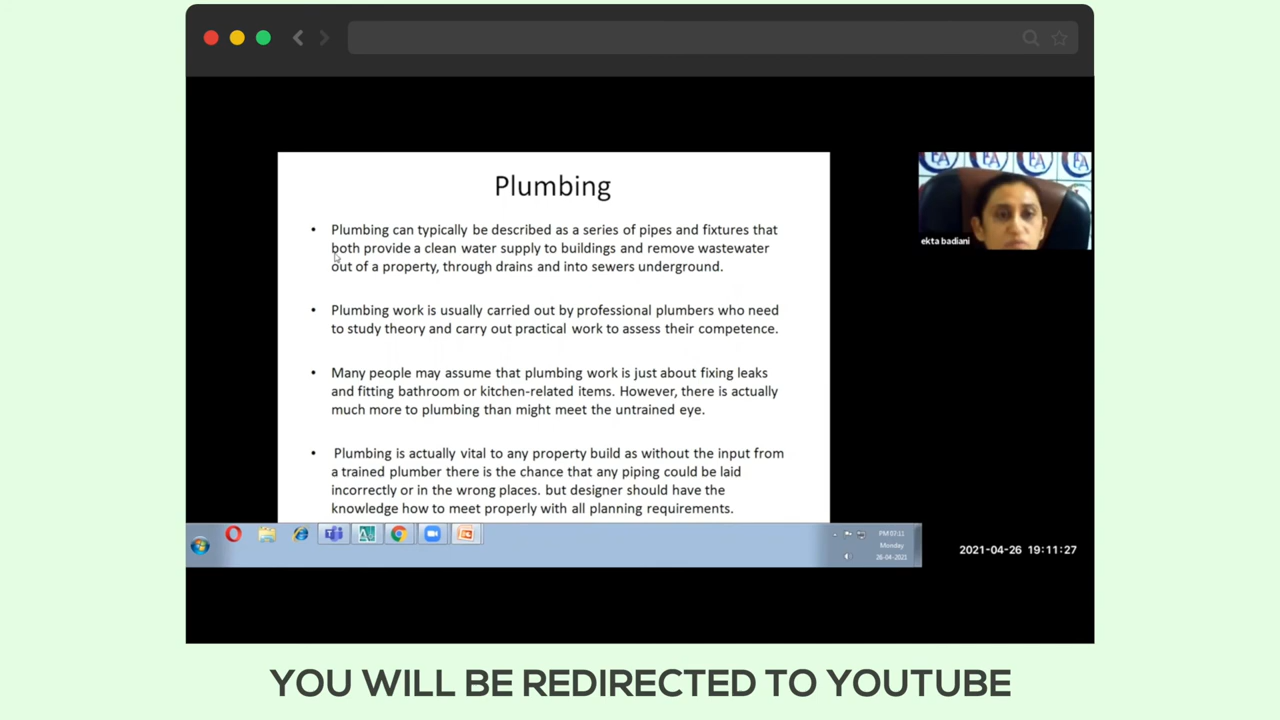 Plumbing
• Plumbing can typically be described as a series of pipes and fixtures that
both provide a clean water supply to buildings and remove wastewater
out of a property, through drains and into sewers underground.
• Plumbing work is usually carried out by professional plumbers who need
to study theory and carry out practical work to assess their competence.
• Many people may assume that plumbing work is just about fixing leaks
and fitting bathroom or kitchen-related items. However, there is actually
much more to plumbing than might meet the untrained eye.
• Plumbing is actually vital to any property build as without the input from
a trained plumber there is the chance that any piping could be laid
incorrectly or in the wrong places. but designer should have the
knowledge how to meet properly with all planning requirements.
ekta badiani
PM 07:11
Monday
26-04-2021
2021-04-26 19:11:27
YOU WILL BE REDIRECTED TO YOUTUBE